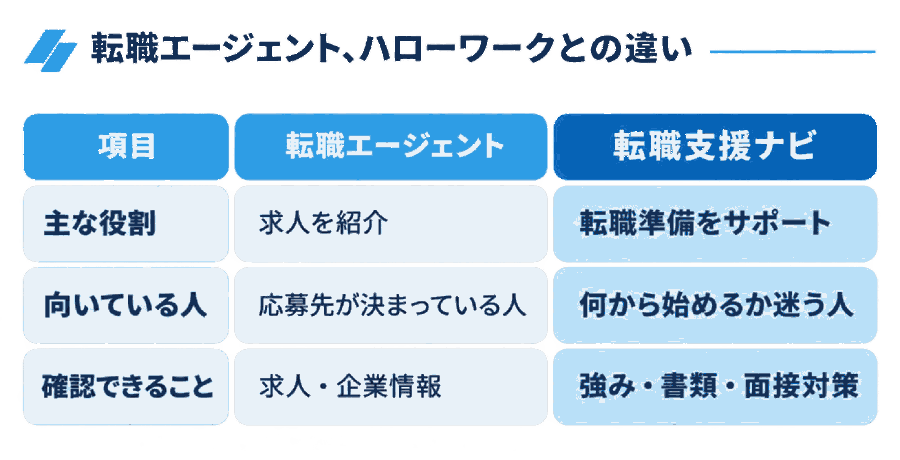 転職エージェント、ハローワークとの違い
項目 転職エージェント 転職支援ナビ
主な役割 求人を紹介 転職準備をサポート
向いている人 応募先が決まっている人 何から始めるか迷う人
確認できること 求人・企業情報 強み・書類・面接対策